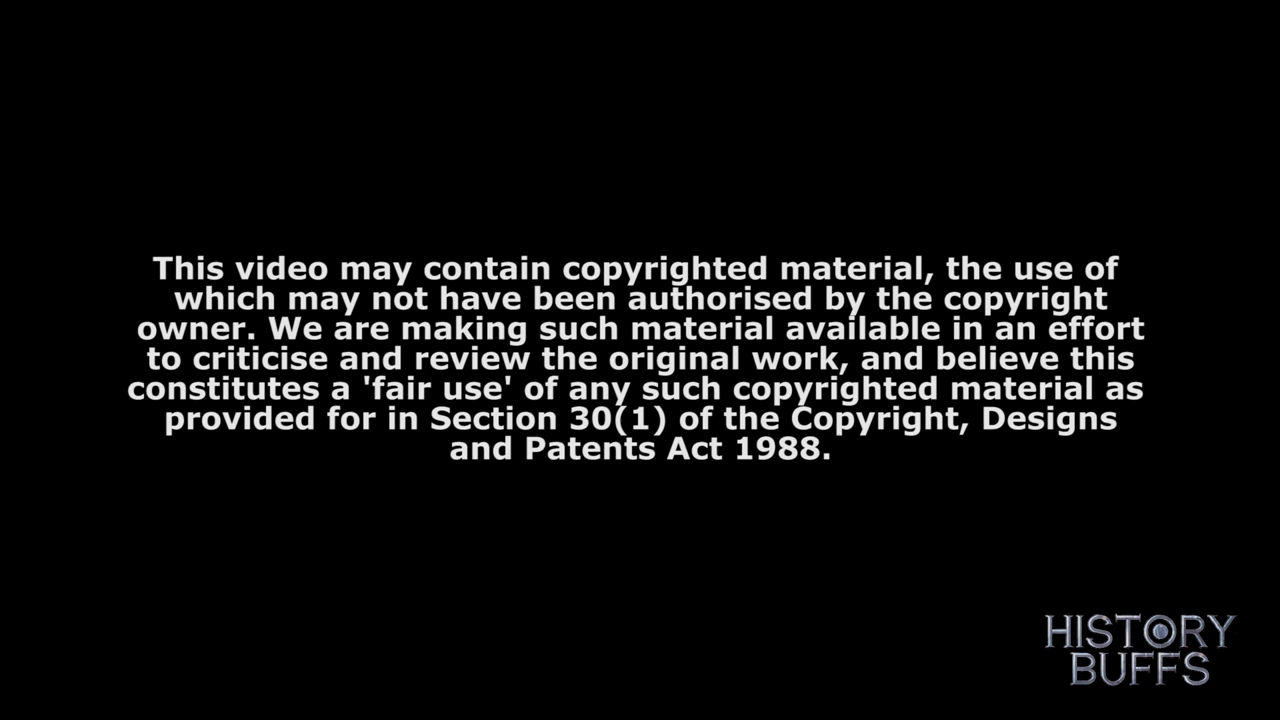 This video may contain copyrighted material, the use of
which may not have been authorised by the copyright
owner. We are making such material available in an effort
to criticise and review the original work, and believe this
constitutes a 'fair use' of any such copyrighted material as
provided for in Section 30(1) of the Copyright, Designs
and Patents Act 1988.
HISTORY
BUFFS